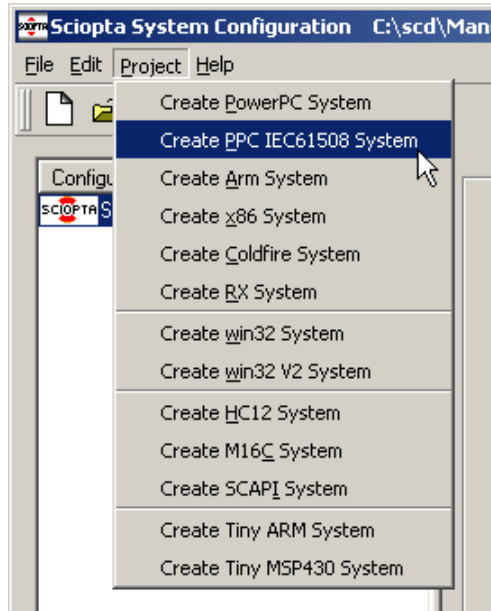 SCIOPTA Sciopta System Configuration C:\scd\Man
File Edit Project Help
Create PowerPC System
Create PPC IEC61508 System
Configu
Create Arm System
SCIOPTA S
Create x86 System
Create Coldfire System
Create RX System
Create win32 System
Create win32 V2 System
Create HC12 System
Create M16C System
Create SCAPI System
Create Tiny ARM System
Create Tiny MSP430 System